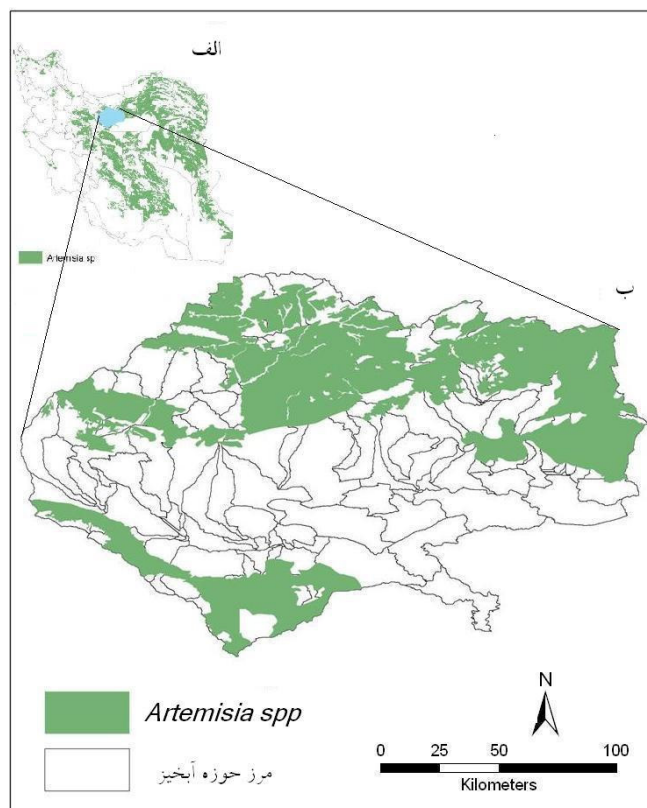 الف
Artemisia sp
ب
Artemisia spp
مرز حوزه آبخیز
N
0 25 50 100
Kilometers